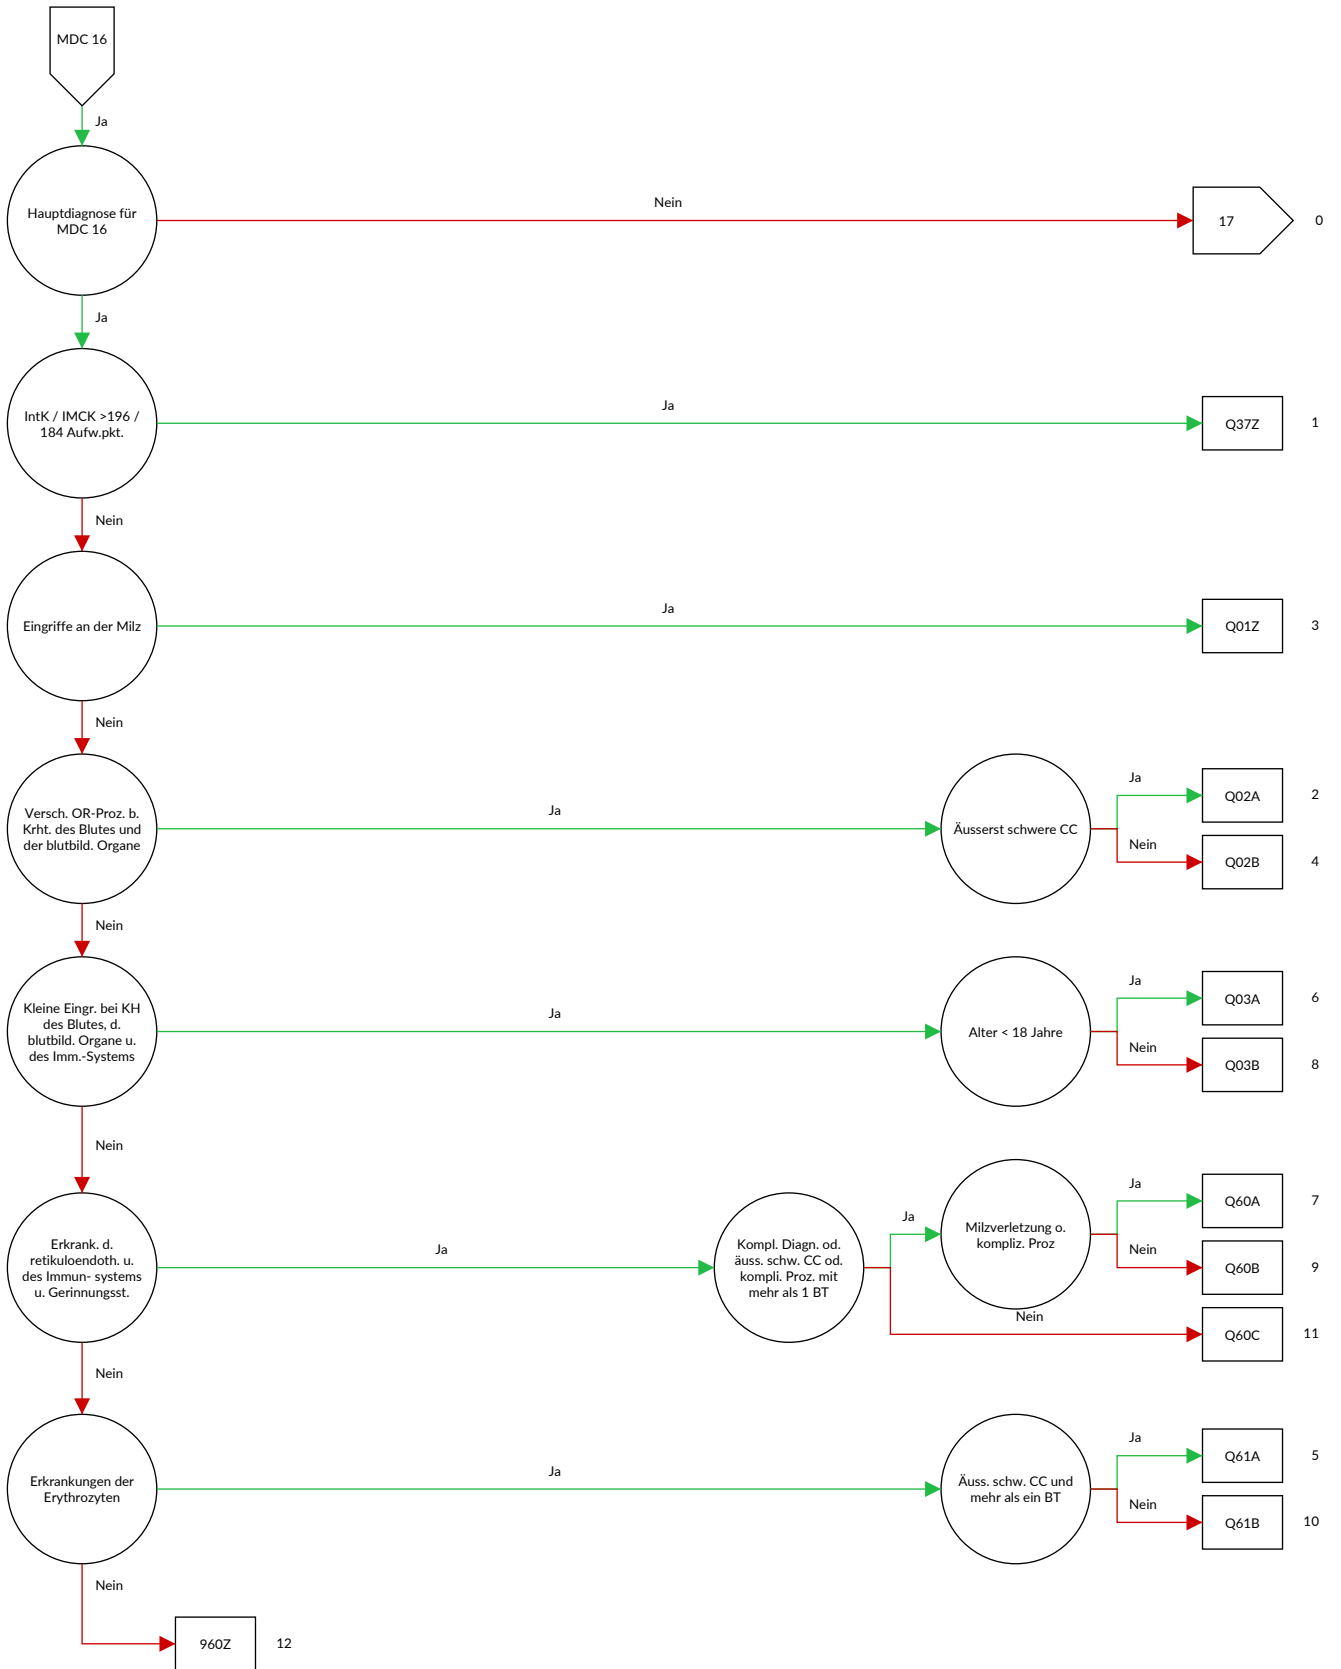 MDC 16
Ja
Hauptdiagnose für
MDC 16
Nein
17
0
Ja
IntK / IMCK >196 /
184 Aufw.pkt.
Ja
Q37Z
1
Nein
Eingriffe an der Milz
Ja
Q01Z
3
Nein
Versch. OR-Proz. b.
Krht. des Blutes und
der blutbild. Organe
Ja
Äusserst schwere CC
Ja
Q02A
2
Nein
Q02B
4
Nein
Kleine Eingr. bei KH
des Blutes, d.
blutbild. Organe u.
des Imm.-Systems
Ja
Alter < 18 Jahre
Ja
Q03A
6
Nein
Q03B
8
Nein
Erkrank. d.
retikuloendoth. u.
des Immun- systems
u. Gerinnungsst.
Ja
Kompl. Diagn. od.
äuss. schw. CC od.
kompli. Proz. mit
mehr als 1 BT
Ja
Milzverletzung o.
kompliz. Proz
Ja
Q60A
7
Nein
Q60B
9
Nein
Q60C
11
Nein
Erkrankungen der
Erythrozyten
Ja
Äuss. schw. CC und
mehr als ein BT
Ja
Q61A
5
Nein
Q61B
10
Nein
960Z
12